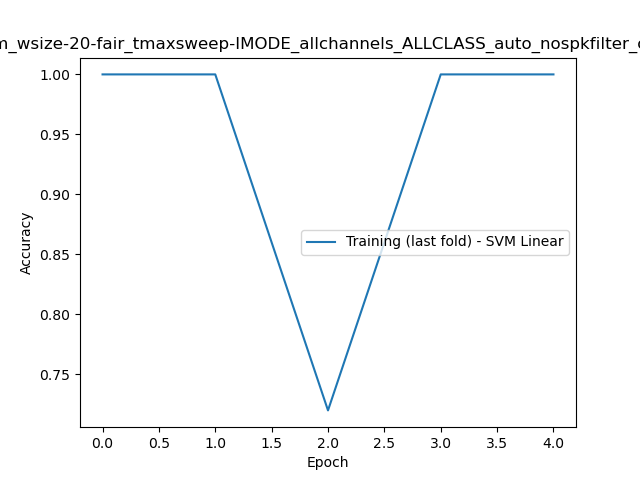 m_wsize-20-fair_tmaxsweep-IMODE_allchannels_ALLCLASS_auto_nospkfilter_
1.00
0.95
0.90
0.85
0.80
0.75
Accuracy
Training (last fold) - SVM Linear
0.0 0.5 1.0 1.5 2.0 2.5 3.0 3.5 4.0
Epoch